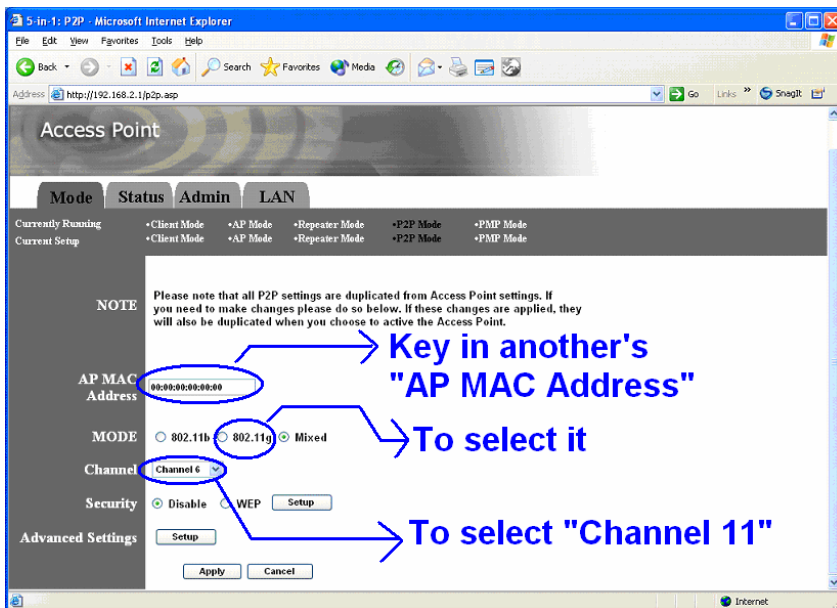 5-in-1: P2P - Microsoft Internet Explorer
File Edit View Favorites Tools Help
Back Search Favorites Media
Address http://192.168.2.1/p2p.asp Go Links » SnagIt
Access Point
Mode Status Admin LAN
Currently Running •Client Mode •AP Mode •Repeater Mode •P2P Mode •PMP Mode
Current Setup •Client Mode •AP Mode •Repeater Mode •P2P Mode •PMP Mode
NOTE
Please note that all P2P settings are duplicated from Access Point settings. If
you need to make changes please do so below. If these changes are applied, they
will also be duplicated when you choose to active the Access Point.
Key in another's
"AP MAC Address"
AP MAC
Address
00:00:00:00:00:00
MODE 802.11b 802.11g Mixed
To select it
Channel Channel 6
Security Disable WEP Setup
To select "Channel 11"
Advanced Settings Setup
Apply Cancel
Internet